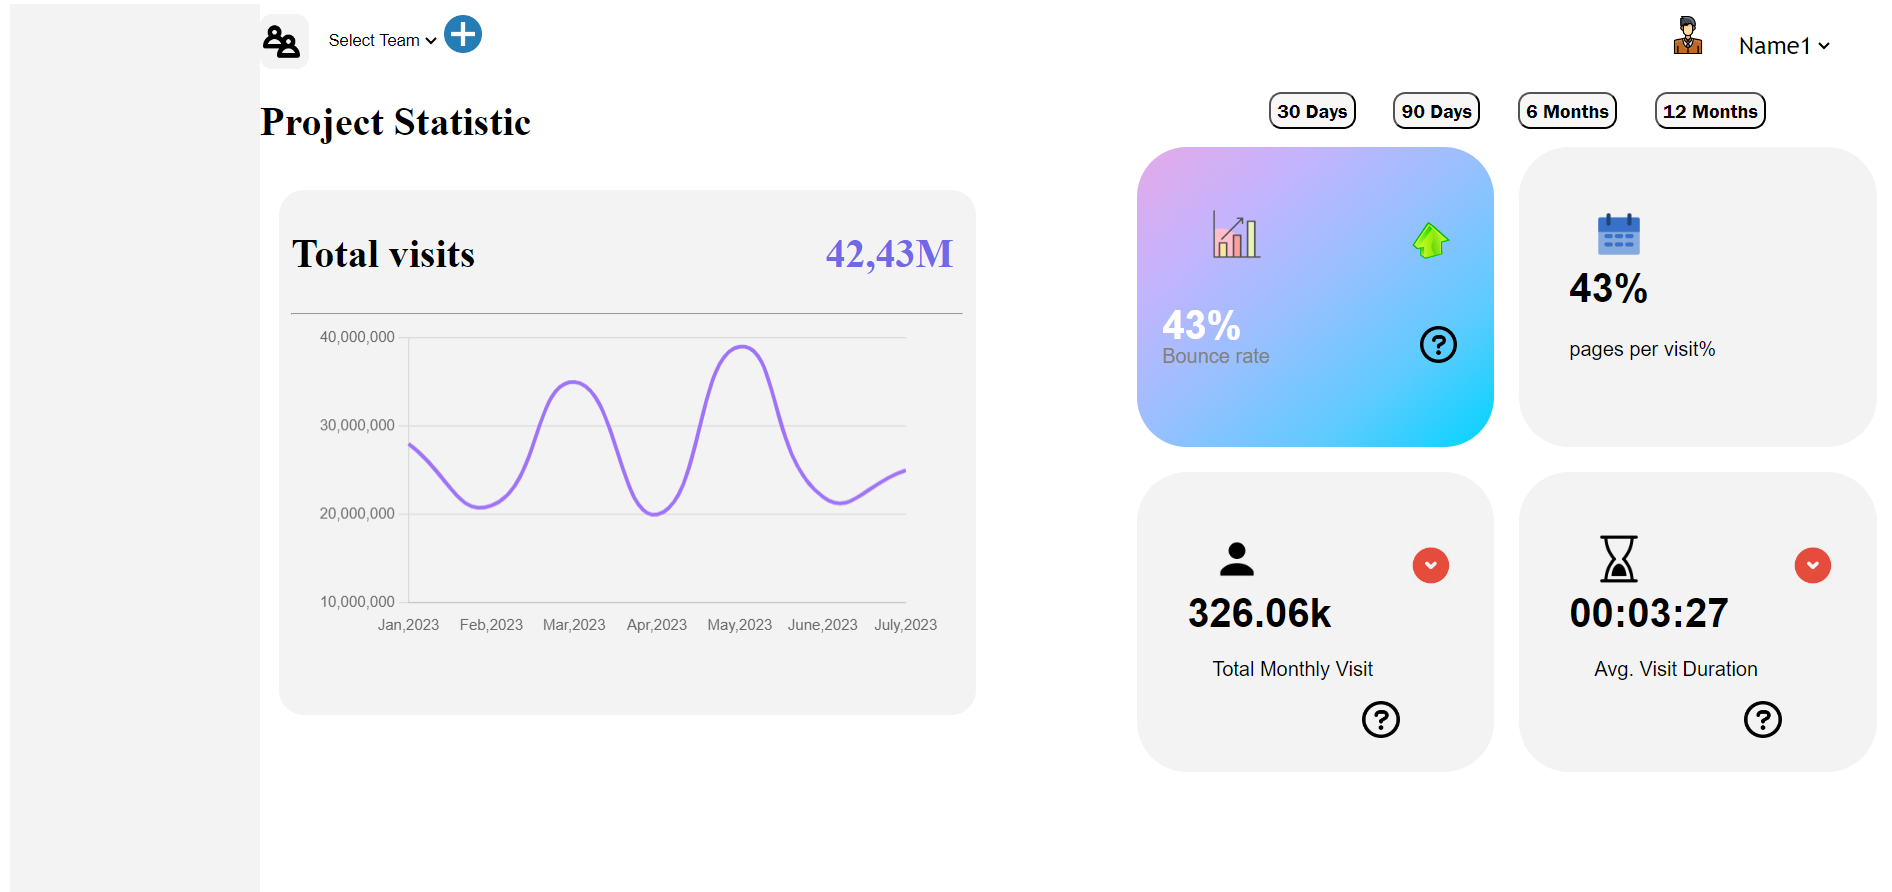 Select Team
Name1
Project Statistic
30 Days
90 Days
6 Months
12 Months
Total visits
42,43M
40,000,000
30,000,000
20,000,000
10,000,000
Jan,2023
Feb,2023
Mar,2023
Apr,2023
May,2023
June,2023
July,2023
43%
Bounce rate
?
43%
pages per visit%
326.06k
Total Monthly Visit
?
00:03:27
Avg. Visit Duration
?